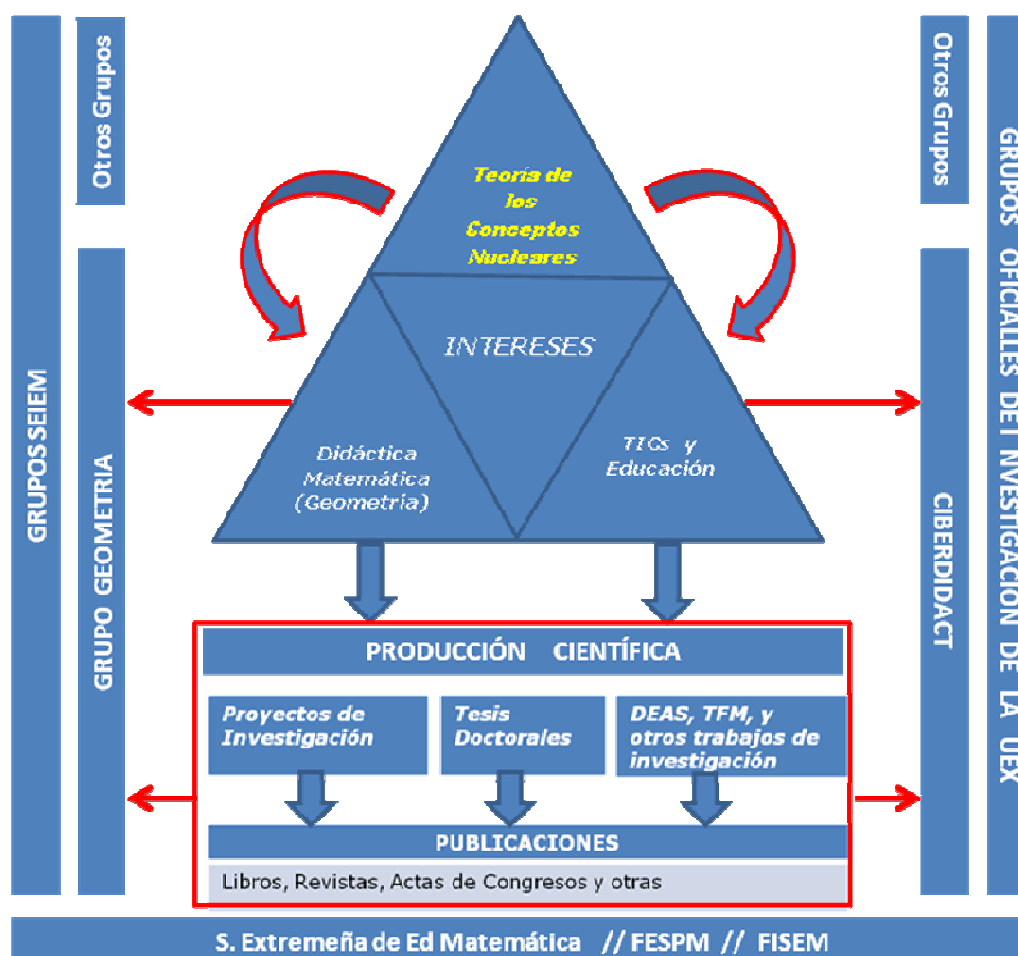 GRUPOS SEIEM
Otros Grupos
GRUPO GEOMETRIA
Teoría de
los
Conceptos
Nucleares
INTERESES
Didáctica
Matemática
(Geometría)
TICs y
Educación
Otros Grupos
CIBERDIDACT
GRUPOS OFICIALLES DE INVESTIGACION DE LA UEX
PRODUCCIÓN CIENTÍFICA
Proyectos de
Investigación
Tesis
Doctorales
DEAS, TFM, y
otros trabajos de
investigación
PUBLICACIONES
Libros, Revistas, Actas de Congresos y otras
S. Extremeña de Ed Matemática // FESPM // FISEM